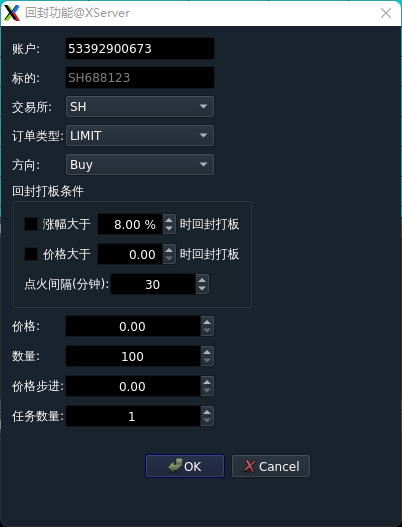 回封功能@XServer
账户: 53392900673
标的: SH688123
交易所: SH
订单类型: LIMIT
方向: Buy
回封打板条件
涨幅大于 8.00 % 时回封打板
价格大于 0.00 时回封打板
点火间隔(分钟): 30
价格: 0.00
数量: 100
价格步进: 0.00
任务数量: 1
OK Cancel